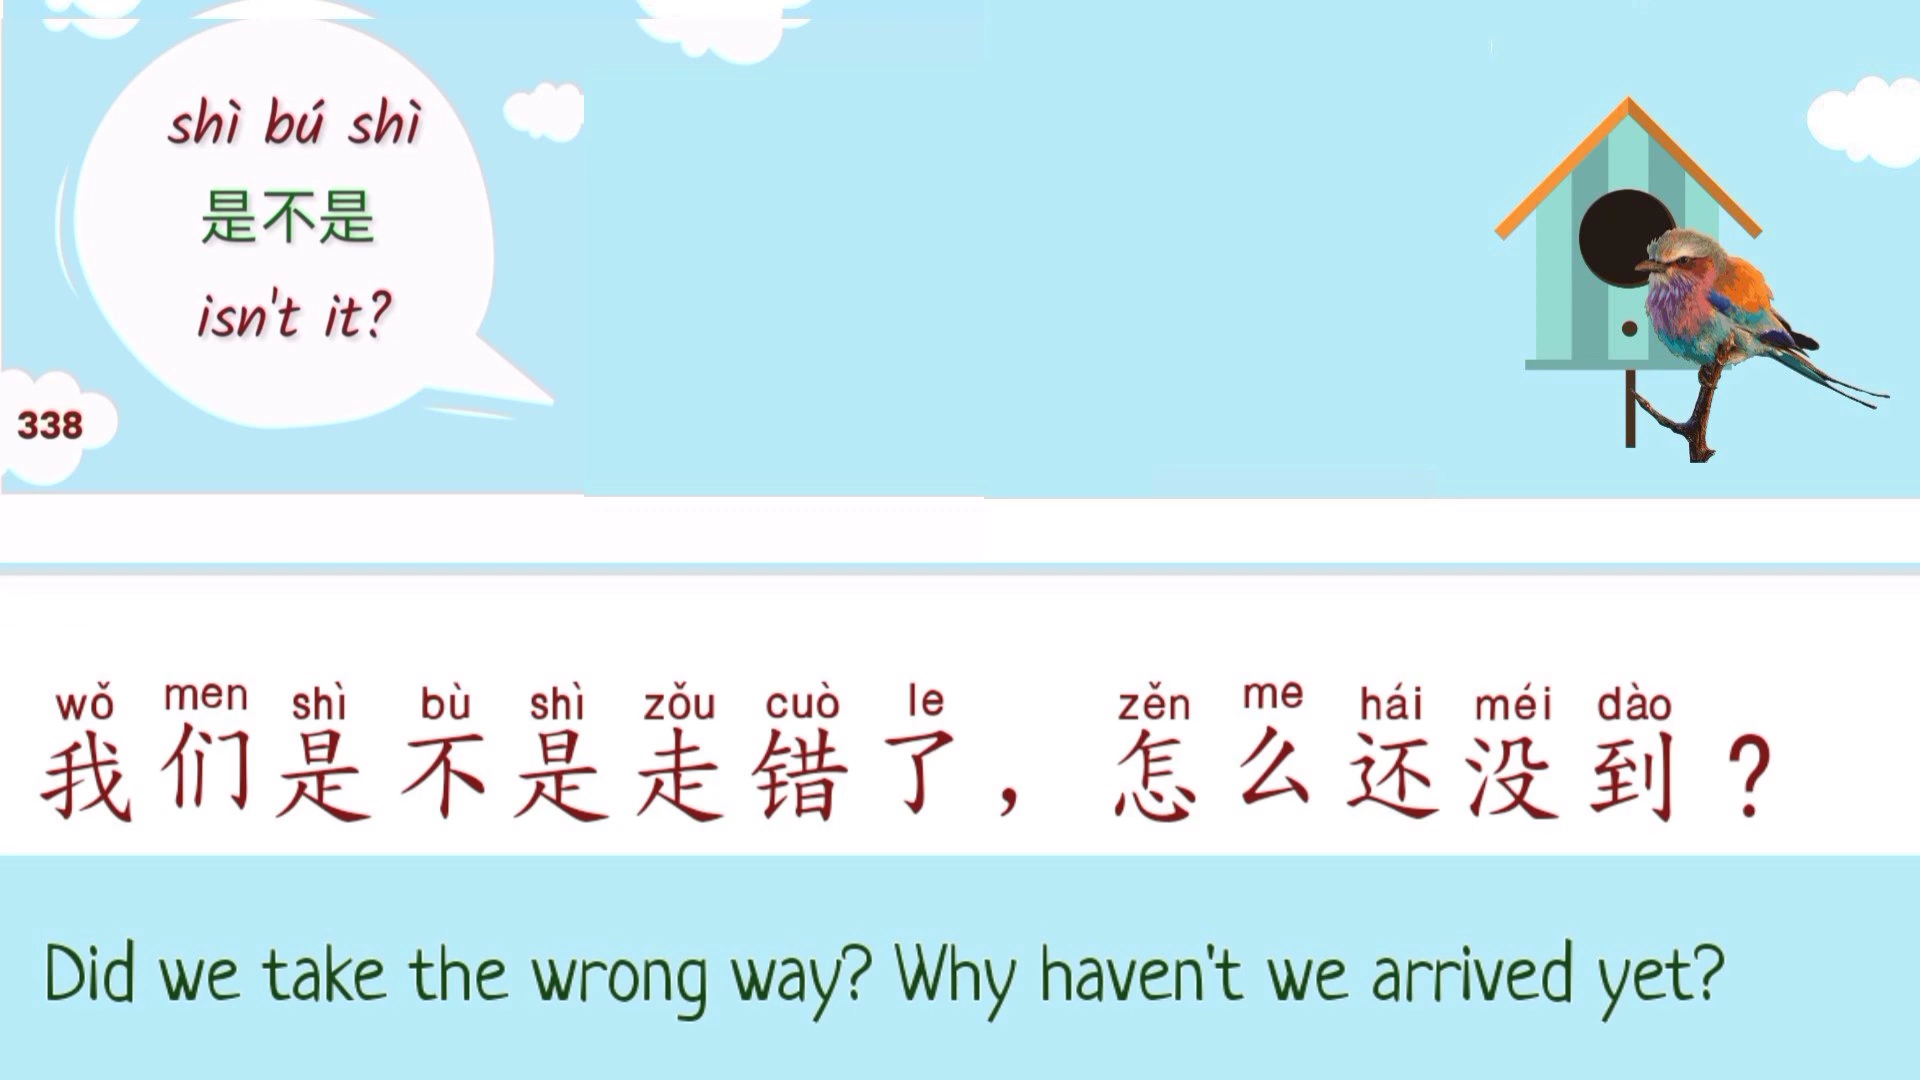 shì bú shì
是不是
isn't it?
338
wǒ men shì bù shì zǒu cuò le zěn me hái méi dào
我们是不是走错了，怎么还没到？
Did we take the wrong way? Why haven't we arrived yet?